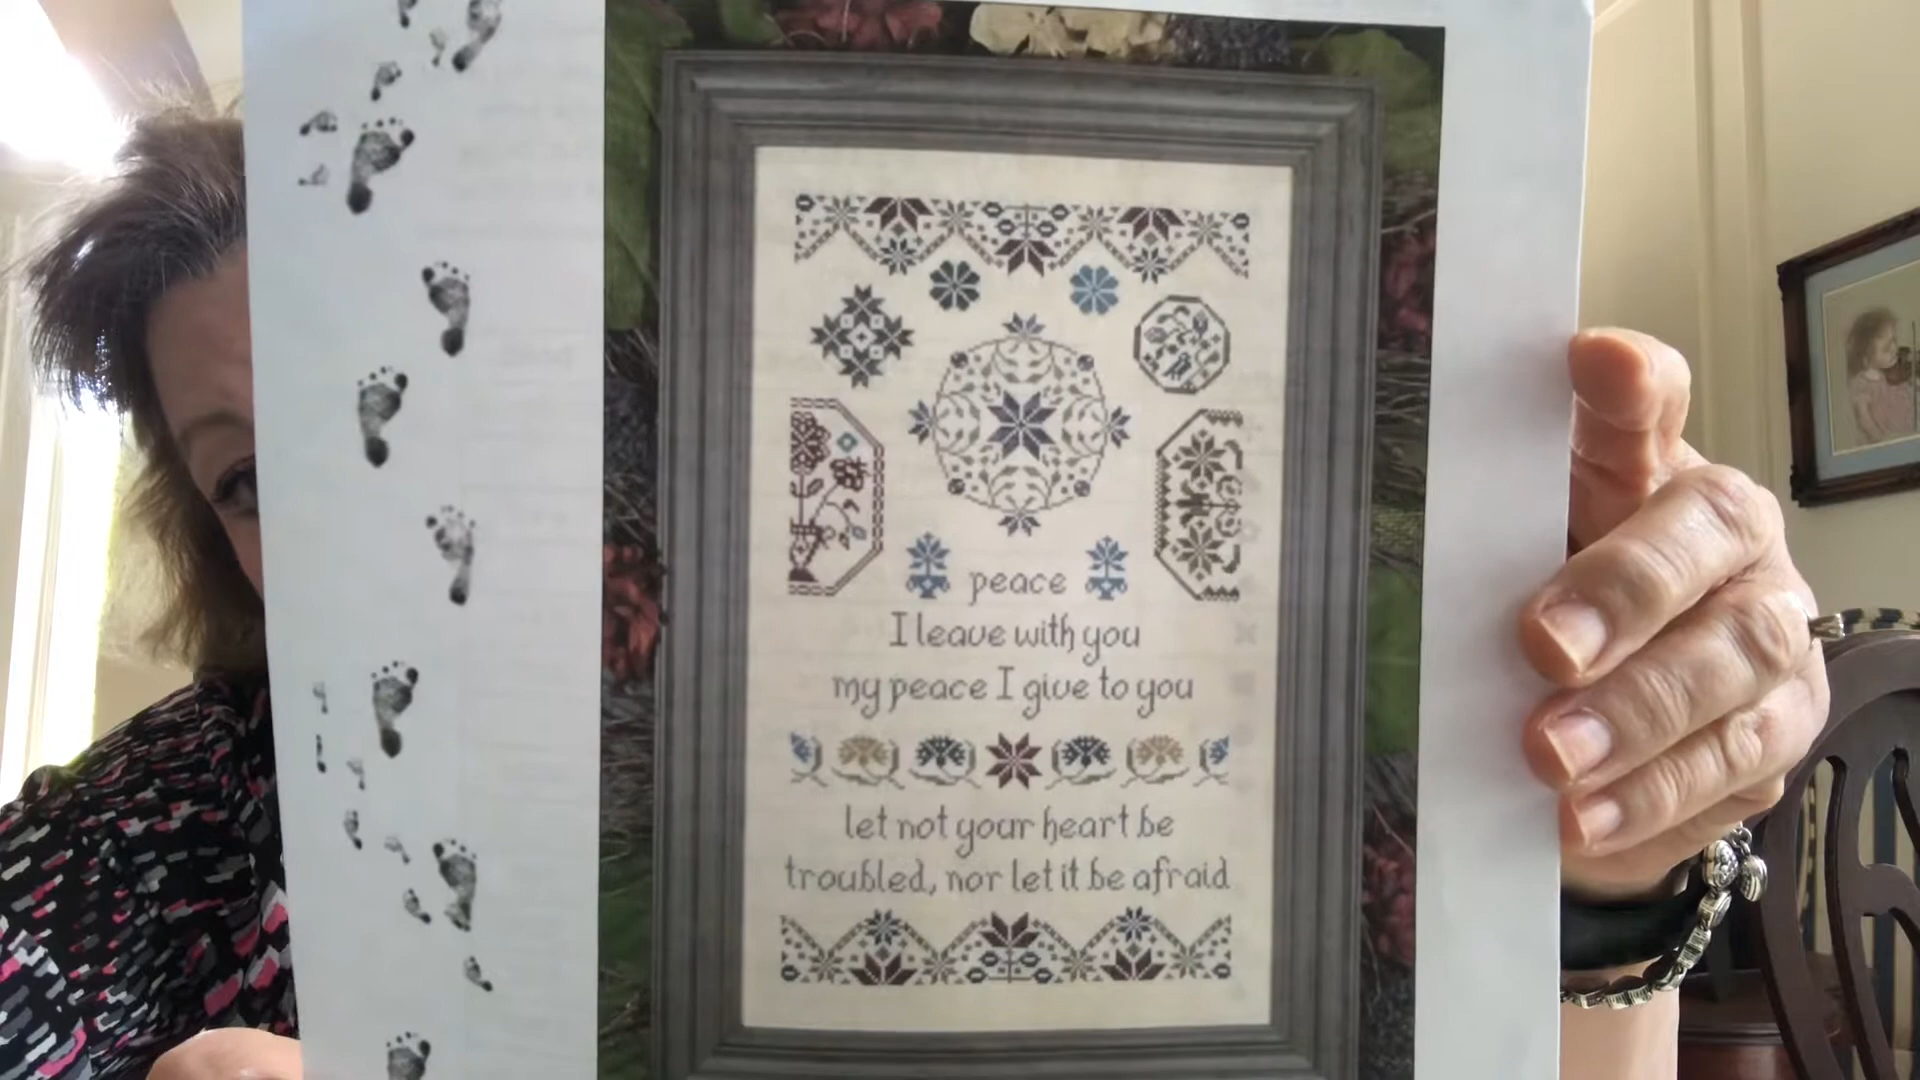 peace
I leave with you
my peace I give to you
let not your heart be
troubled, nor let it be afraid